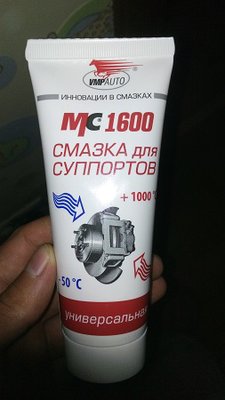 VMPAUTO
ИННОВАЦИИ В СМАЗКАХ
МС 1600
СМАЗКА для
СУППОРТОВ
+ 1000 °C
- 50 °C
универсальная